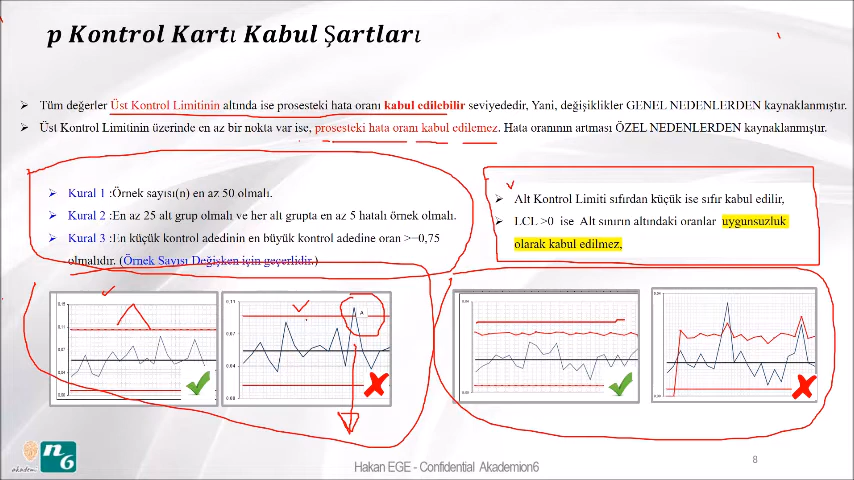 p Kontrol Kartı Kabul Şartları
Tüm değerler Üst Kontrol Limitinin altında ise prosesteki hata oranı kabul edilebilir seviyededir, Yani, değişiklikler GENEL NEDENLERDEN kaynaklanmıştır.
Üst Kontrol Limitinin üzerinde en az bir nokta var ise, prosesteki hata oranı kabul edilemez. Hata oranının artması ÖZEL NEDENLERDEN kaynaklanmıştır.
Kural 1 :Örnek sayısı(n) en az 50 olmalı.
Kural 2 :En az 25 alt grup olmalı ve her alt grupta en az 5 hatalı örnek olmalı.
Kural 3 :En küçük kontrol adedinin en büyük kontrol adedine oran >=0,75
olmalıdır. (Örnek Sayısı Değişken için geçerlidir.)
Alt Kontrol Limiti sıfırdan küçük ise sıfır kabul edilir,
LCL >0 ise Alt sınırın altındaki oranlar uygunsuzluk
olarak kabul edilmez,
A
n
6
akademi
Hakan EGE - Confidential Akademion6
8